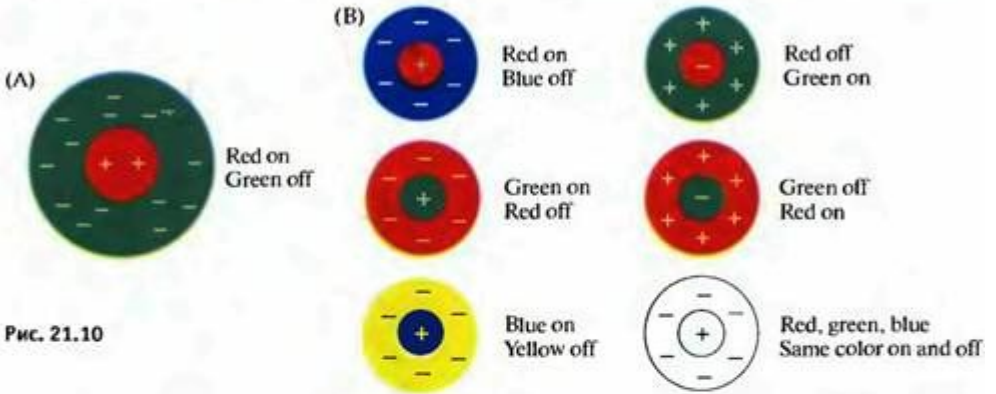 (A)
Red on
Green off
(B)
Red on
Blue off
Red off
Green on
Green on
Red off
Green off
Red on
Blue on
Yellow off
Red, green, blue
Same color on and off
Рис. 21.10